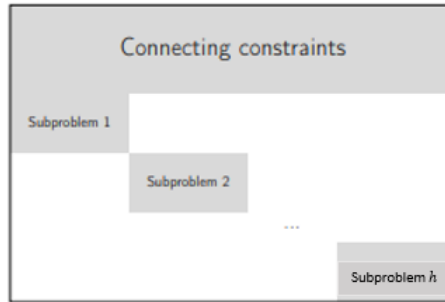 Connecting constraints
Subproblem 1
Subproblem 2
...
Subproblem h